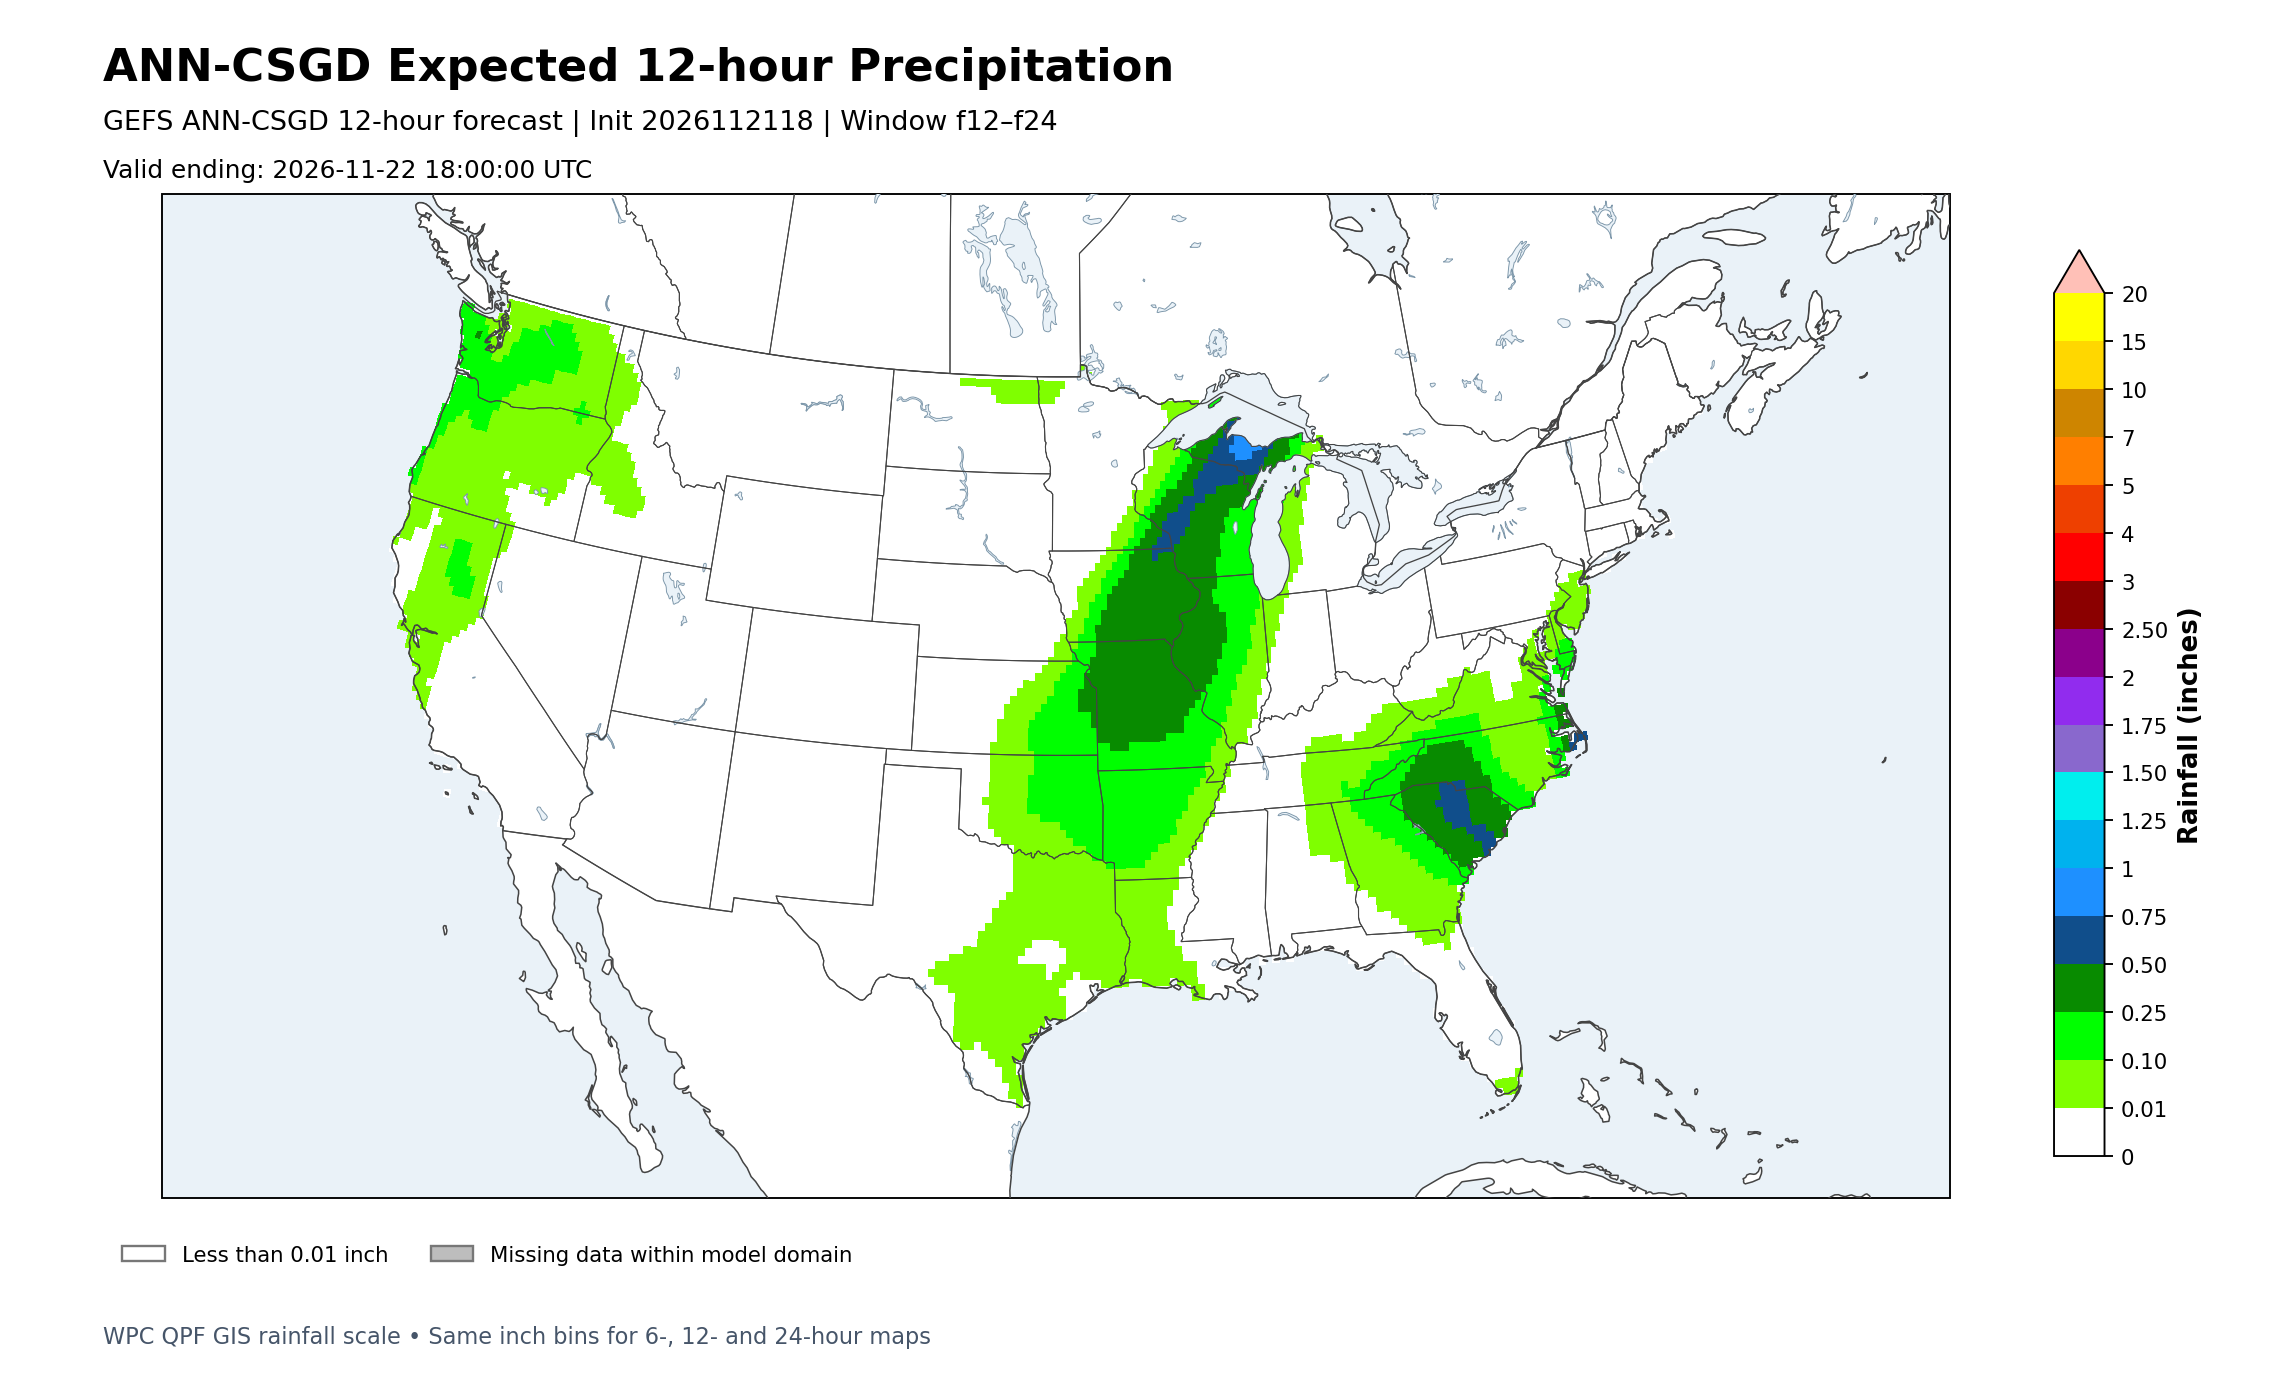 ANN-CSGD Expected 12-hour Precipitation
GEFS ANN-CSGD 12-hour forecast | Init 2026112118 | Window f12–f24
Valid ending: 2026-11-22 18:00:00 UTC
20
15
10
7
5
4
3
2.50
2
1.75
1.50
1.25
1
0.75
0.50
0.25
0.10
0.01
0
Rainfall (inches)
Less than 0.01 inch
Missing data within model domain
WPC QPF GIS rainfall scale • Same inch bins for 6-, 12- and 24-hour maps